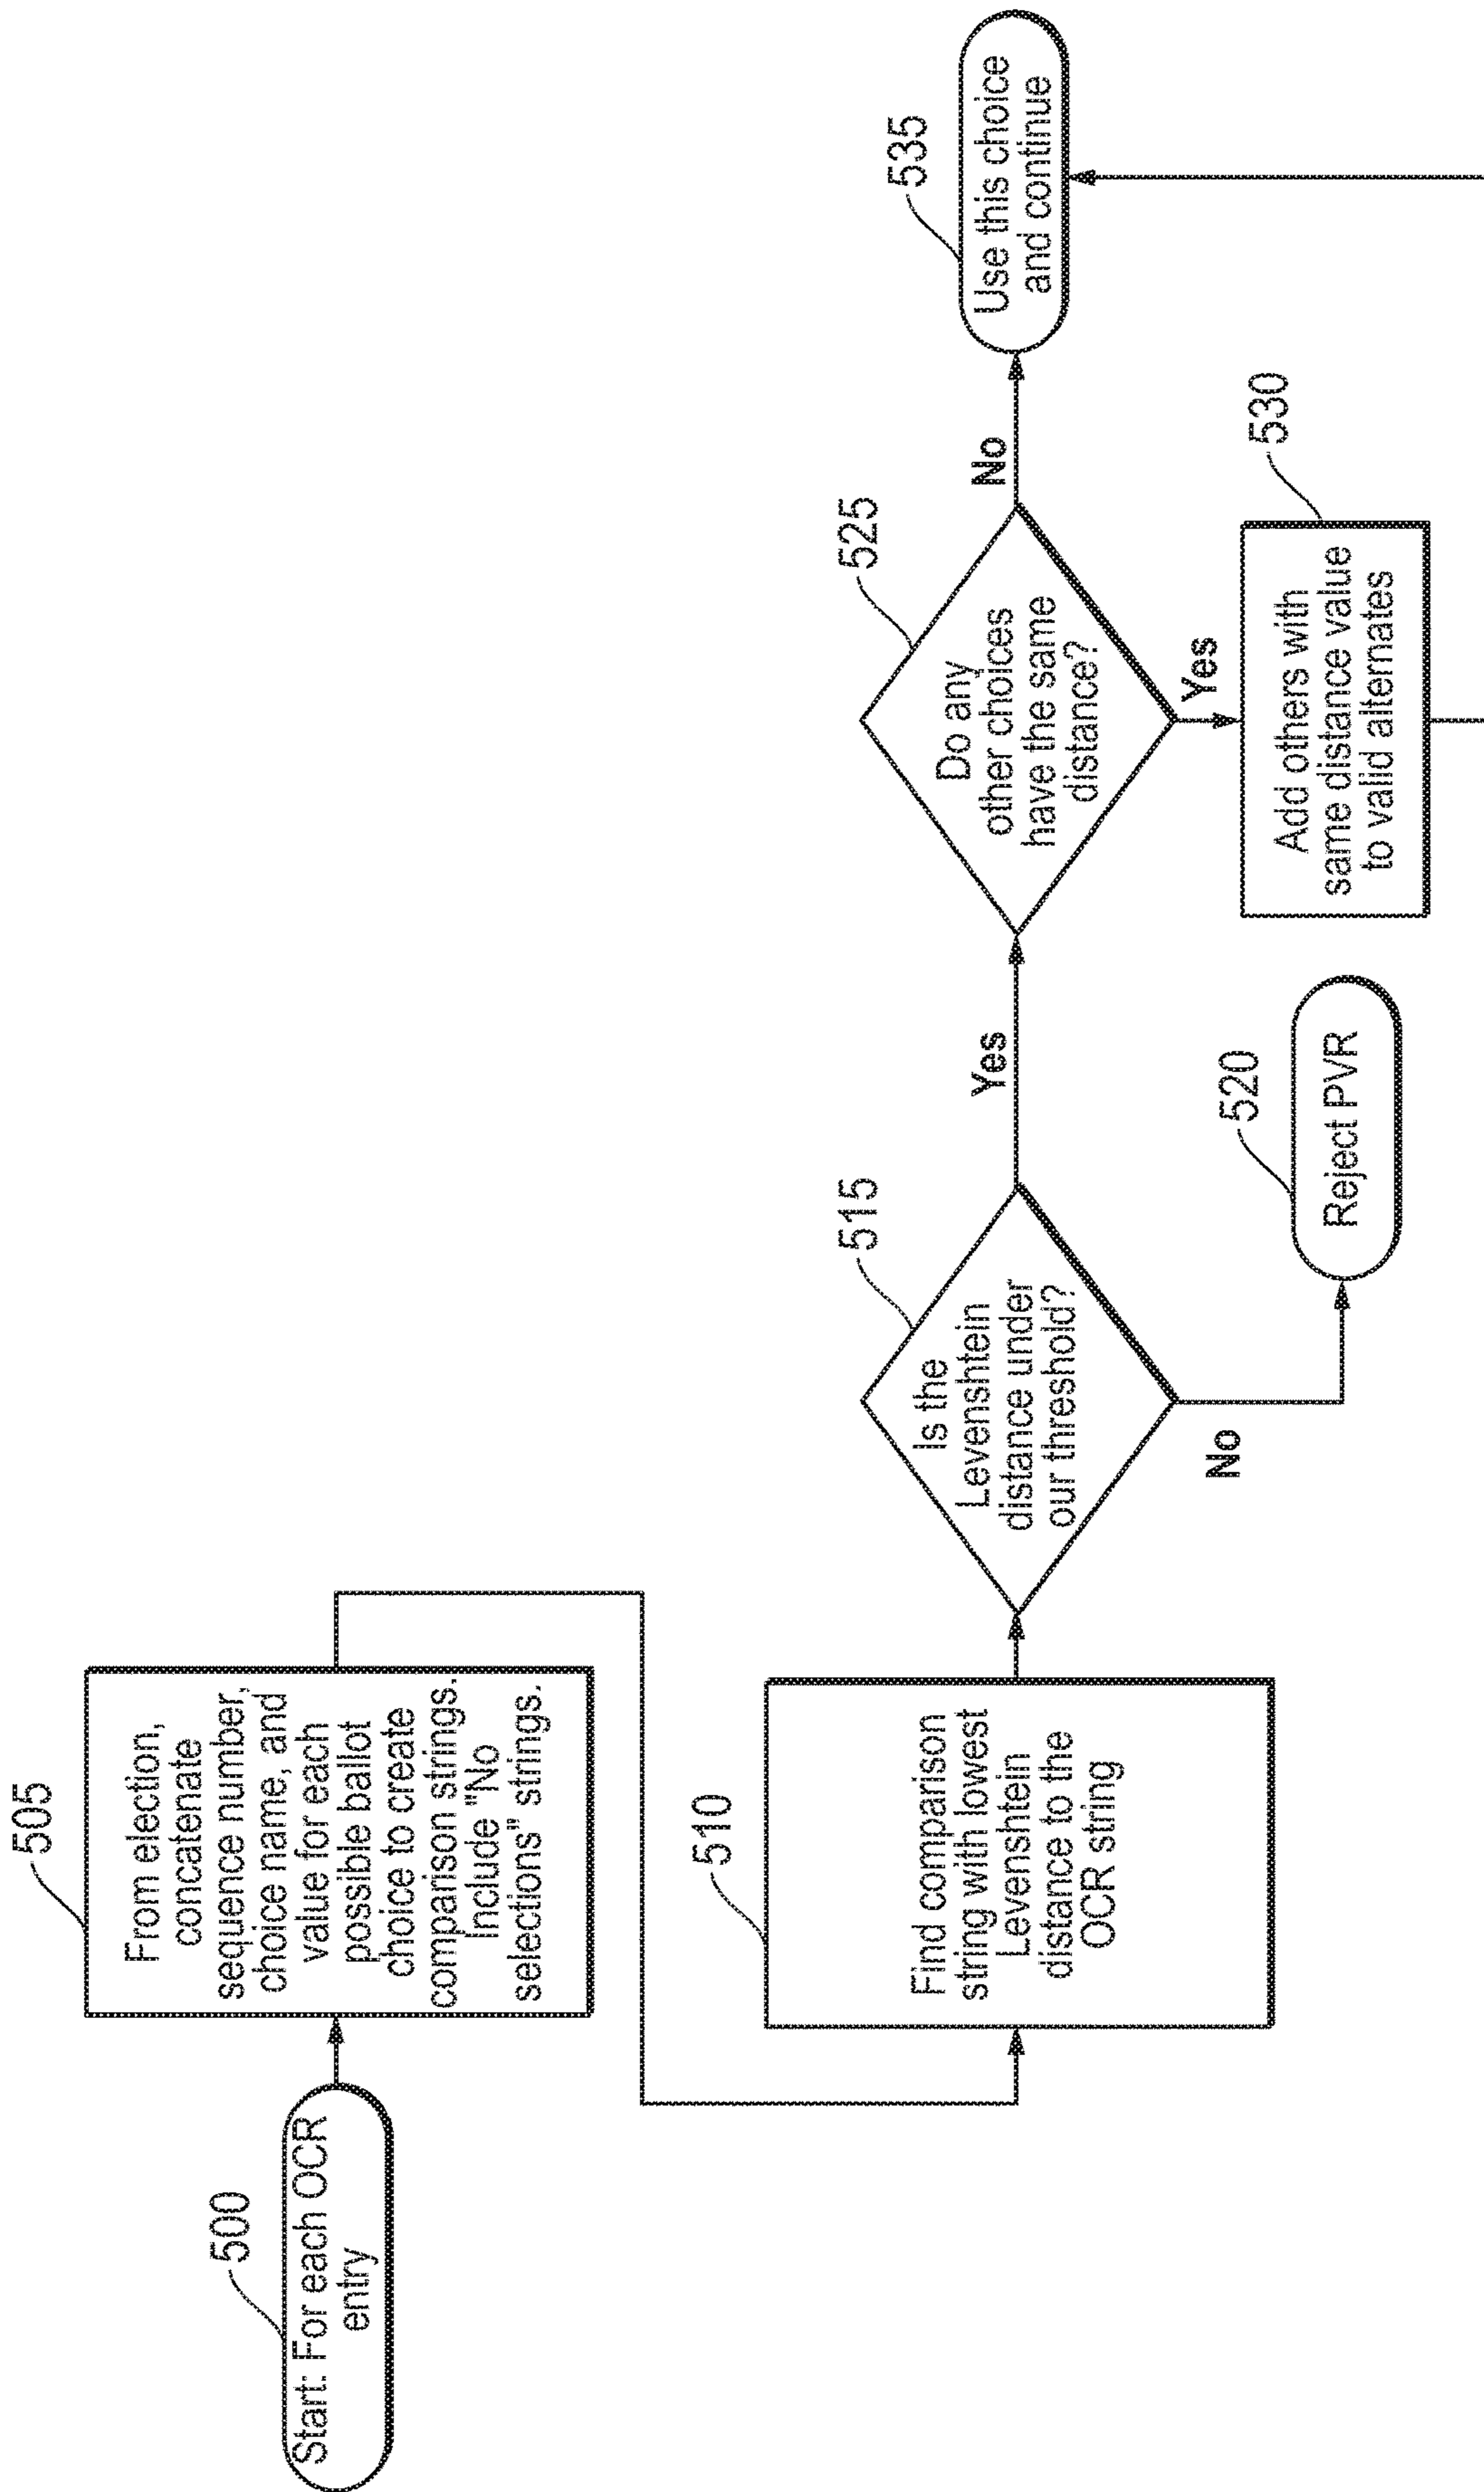 500
Start: For each OCR
entry
505
From election,
concatenate
sequence number,
choice name, and
value for each
possible ballot
choice to create
comparison strings.
Include "No
selections" strings.
510
Find comparison
string with lowest
Levenshtein
distance to the
OCR string
515
Is the
Levenshtein
distance under
our threshold?
Yes
No
520
Reject PVR
525
Do any
other choices
have the same
distance?
No
Yes
530
Add others with
same distance value
to valid alternates
535
Use this choice
and continue